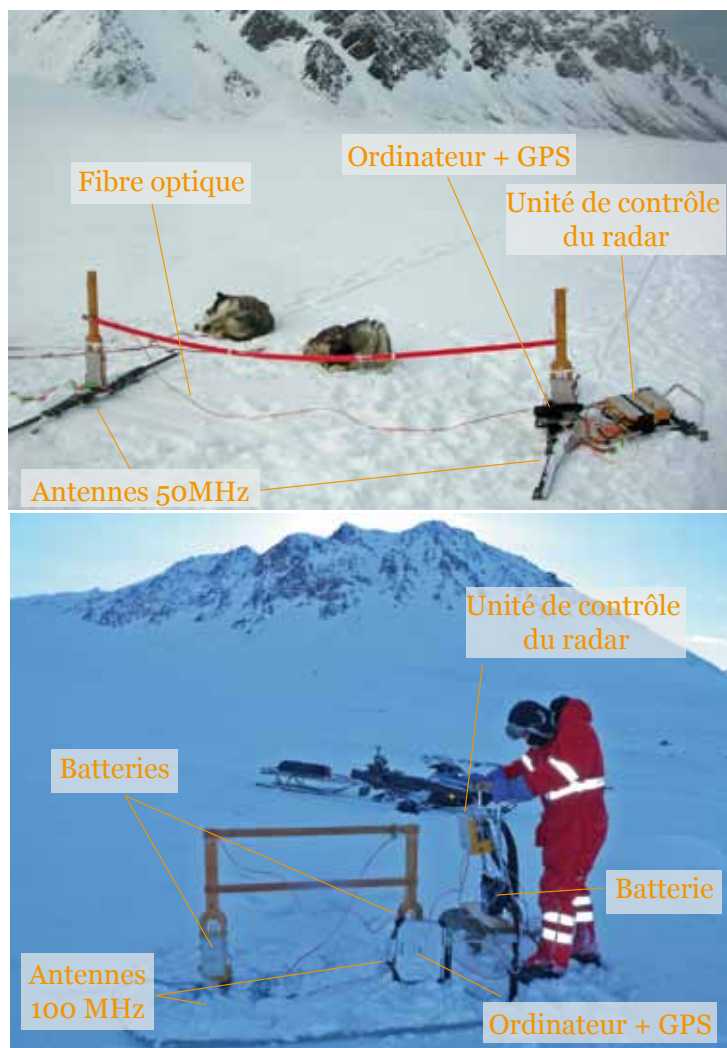 Ordinateur + GPS
Fibre optique
Unité de contrôle
du radar
Antennes 50MHz
Unité de contrôle
du radar
Batteries
Batterie
Antennes
100 MHz
Ordinateur + GPS